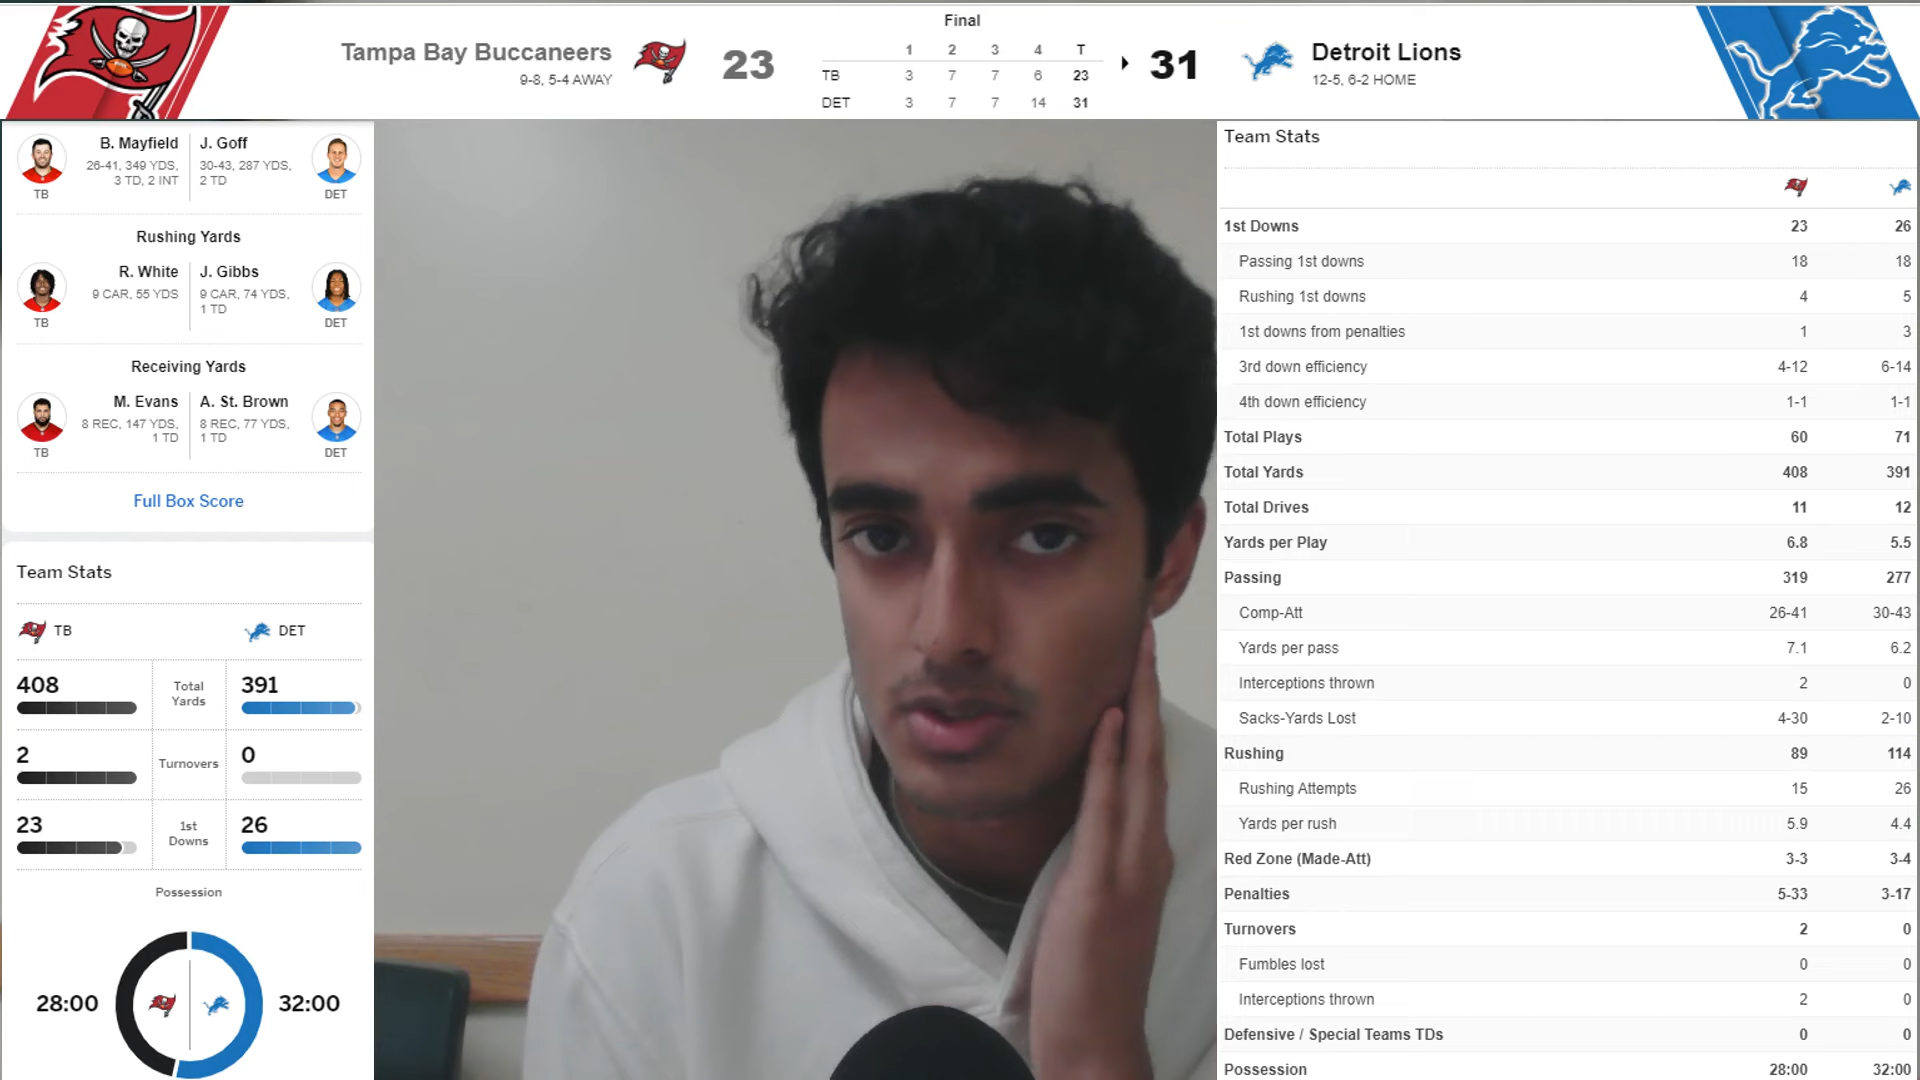 Final
Tampa Bay Buccaneers
9-8, 5-4 AWAY
23
1 2 3 4 T
TB 3 7 7 6 23
DET 3 7 7 14 31
31
Detroit Lions
12-5, 6-2 HOME
B. Mayfield
26-41, 349 YDS,
3 TD, 2 INT
TB
J. Goff
30-43, 287 YDS,
2 TD
DET
Rushing Yards
R. White
9 CAR, 55 YDS
TB
J. Gibbs
9 CAR, 74 YDS,
1 TD
DET
Receiving Yards
M. Evans
8 REC, 147 YDS,
1 TD
TB
A. St. Brown
8 REC, 77 YDS,
1 TD
DET
Full Box Score
Team Stats
TB DET
408 Total Yards 391
2 Turnovers 0
23 1st Downs 26
Possession
28:00 32:00
Team Stats
1st Downs 23 26
Passing 1st downs 18 18
Rushing 1st downs 4 5
1st downs from penalties 1 3
3rd down efficiency 4-12 6-14
4th down efficiency 1-1 1-1
Total Plays 60 71
Total Yards 408 391
Total Drives 11 12
Yards per Play 6.8 5.5
Passing 319 277
Comp-Att 26-41 30-43
Yards per pass 7.1 6.2
Interceptions thrown 2 0
Sacks-Yards Lost 4-30 2-10
Rushing 89 114
Rushing Attempts 15 26
Yards per rush 5.9 4.4
Red Zone (Made-Att) 3-3 3-4
Penalties 5-33 3-17
Turnovers 2 0
Fumbles lost 0 0
Interceptions thrown 2 0
Defensive / Special Teams TDs 0 0
Possession 28:00 32:00